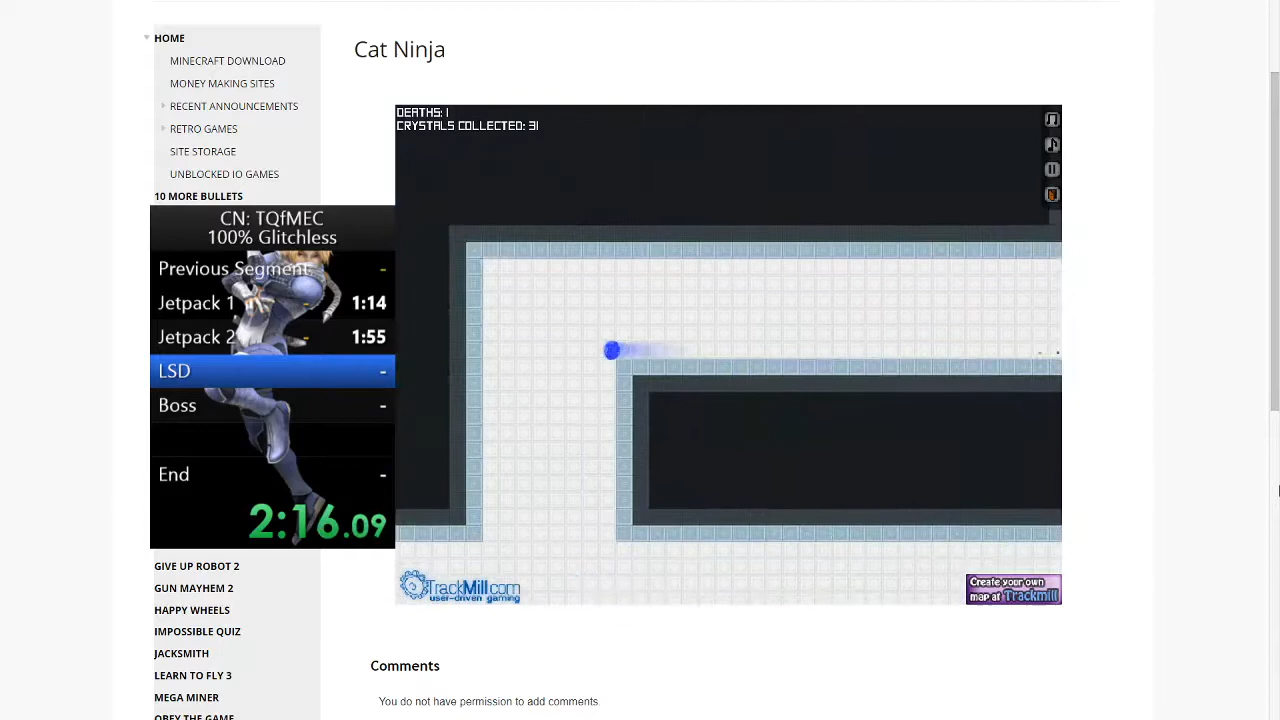 HOME
MINECRAFT DOWNLOAD
MONEY MAKING SITES
RECENT ANNOUNCEMENTS
RETRO GAMES
SITE STORAGE
UNBLOCKED IO GAMES
10 MORE BULLETS
CN: TQfMEC
100% Glitchless
Previous Segment -
Jetpack 1 - 1:14
Jetpack 2 - 1:55
LSD -
Boss -
End -
2:16.09
GIVE UP ROBOT 2
GUN MAYHEM 2
HAPPY WHEELS
IMPOSSIBLE QUIZ
JACKSMITH
LEARN TO FLY 3
MEGA MINER
OBEY THE GAME
Cat Ninja
DEATHS: 1
CRYSTALS COLLECTED: 31
TrackMill.com
user-driven gaming
Create your own
map at Trackmill
Comments
You do not have permission to add comments.